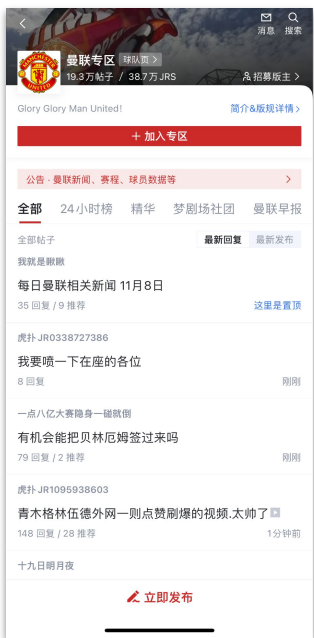 消息 搜索
曼联专区 球队页 >
19.3万帖子 / 38.7万JRS 招募版主 >
Glory Glory Man United! 简介&版规详情>
+ 加入专区
公告 · 曼联新闻、赛程、球员数据等 >
全部 24小时榜 精华 梦剧场社团 曼联早报
全部帖子 最新回复 最新发布
我就是瞅瞅
每日曼联相关新闻 11月8日
35 回复 / 9 推荐 这里是置顶
虎扑JR0338727386
我要喷一下在座的各位
8 回复 刚刚
一点八亿大赛隐身一碰就倒
有机会能把贝林厄姆签过来吗
79 回复 / 2 推荐 刚刚
虎扑JR1095938603
青木格林伍德外网一则点赞刷爆的视频.太帅了
148 回复 / 28 推荐 1分钟前
十九日明月夜
立即发布